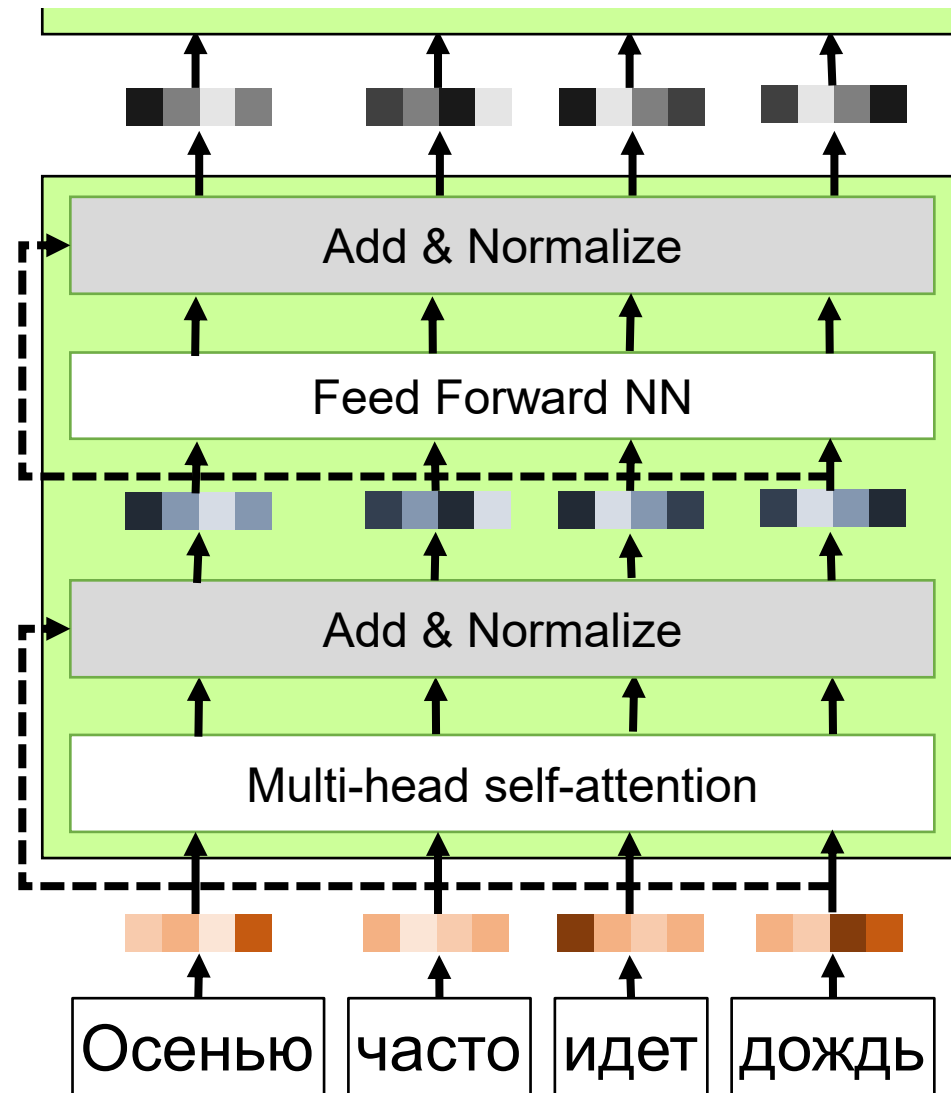 Add & Normalize
Feed Forward NN
Add & Normalize
Multi-head self-attention
Осенью часто идет дождь